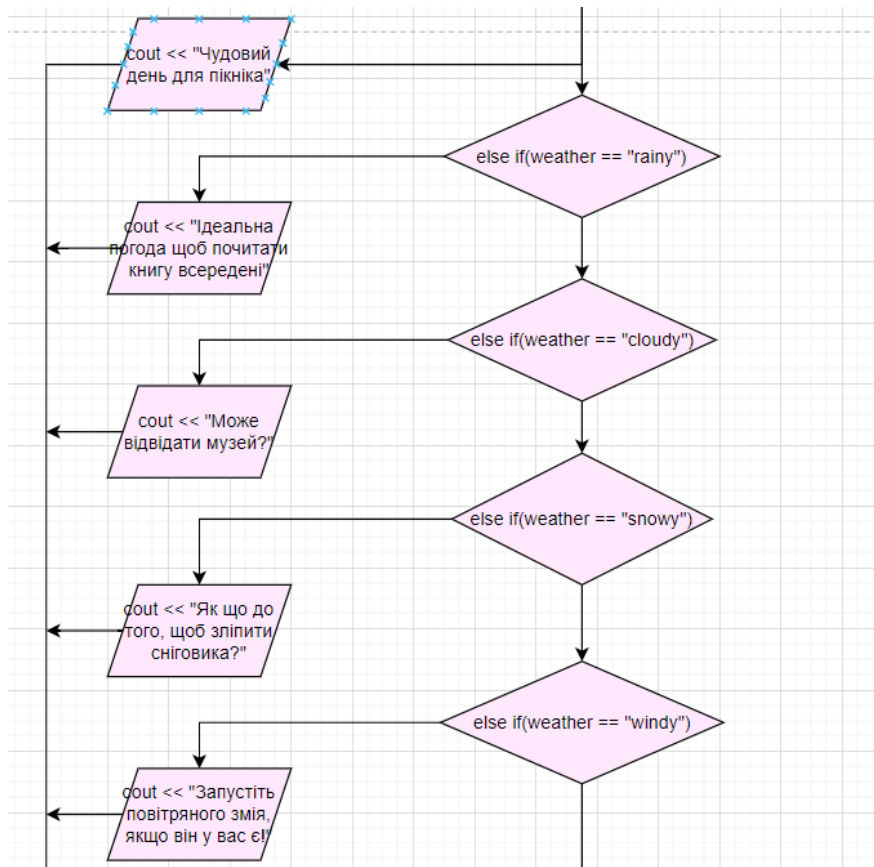 cout << "Чудовий
день для пікніка"
else if(weather == "rainy")
cout << "Ідеальна
погода щоб почитати
книгу всередені"
else if(weather == "cloudy")
cout << "Може
відвідати музей?"
else if(weather == "snowy")
cout << "Як що до
того, щоб зліпити
сніговика?"
else if(weather == "windy")
cout << "Запустіть
повітряного змія,
якщо він у вас є!"